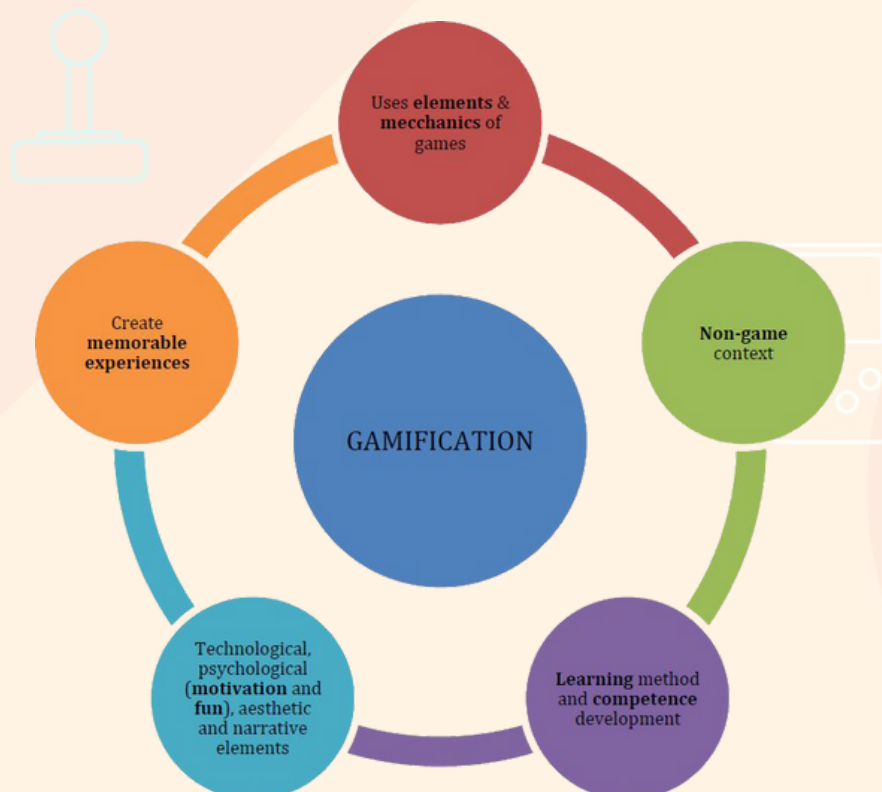 Uses elements &
mecchanics of
games
Non-game
context
Learning method
and competence
development
Technological,
psychological
(motivation and
fun), aesthetic
and narrative
elements
Create
memorable
experiences
GAMIFICATION